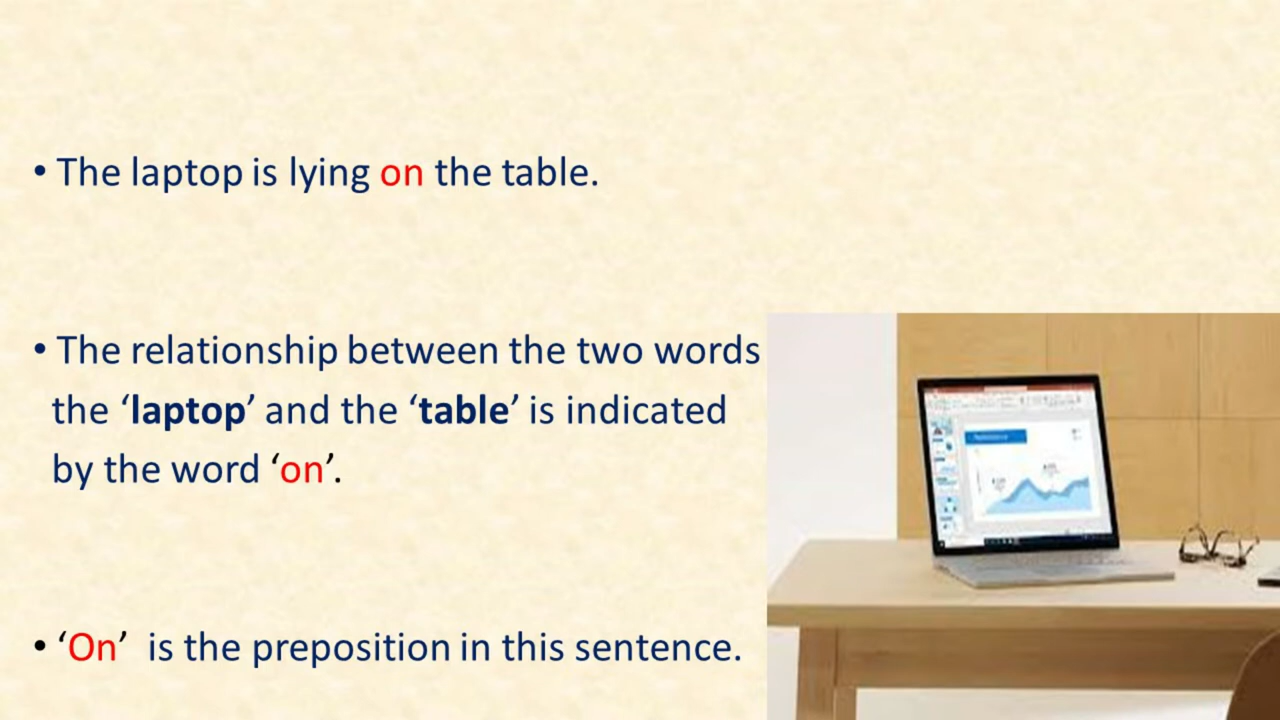 • The laptop is lying on the table.
• The relationship between the two words
the ‘laptop’ and the ‘table’ is indicated
by the word ‘on’.
• ‘On’ is the preposition in this sentence.